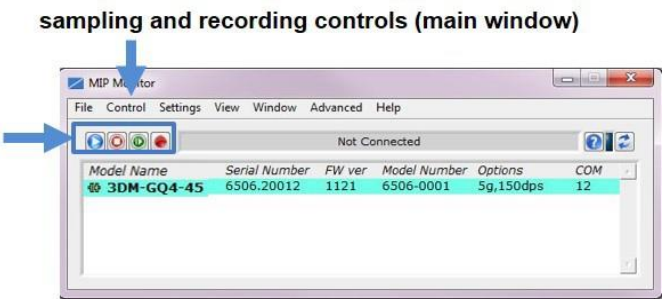 sampling and recording controls (main window)
MIP Monitor
File Control Settings View Window Advanced Help
Not Connected
Model Name Serial Number FW ver Model Number Options COM
3DM-GQ4-45 6506.20012 1121 6506-0001 5g,150dps 12